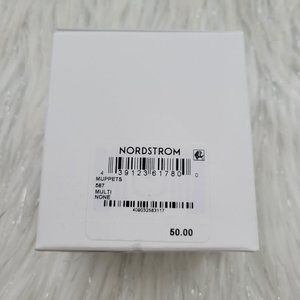 NORDSTROM
4 39123 61780 0
MUPPETS
587
MULTI
NONE
50.00